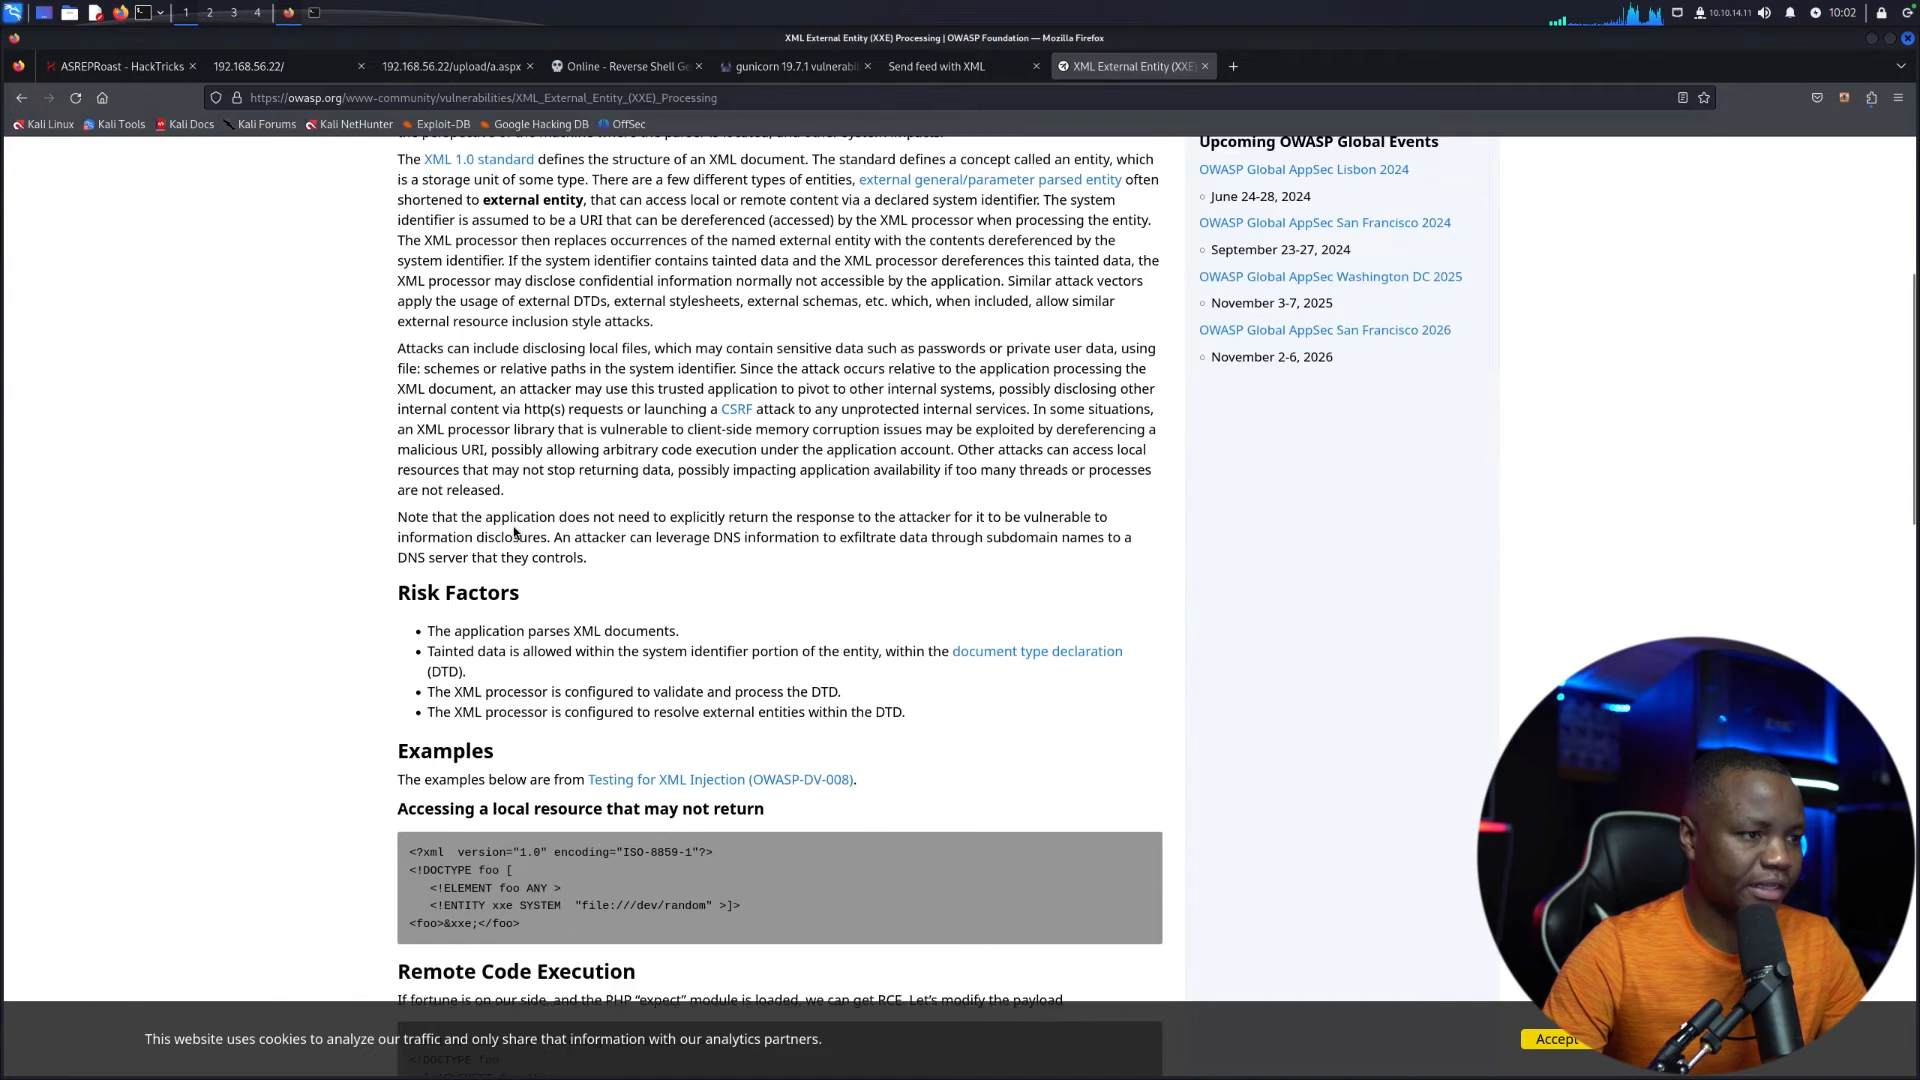 1 2 3 4
10.10.14.11
10:02
XML External Entity (XXE) Processing | OWASP Foundation — Mozilla Firefox
ASREPRoast - HackTricks
192.168.56.22/
192.168.56.22/upload/a.aspx
Online - Reverse Shell Ge
gunicorn 19.7.1 vulnerabil
Send feed with XML
XML External Entity (XXE
https://owasp.org/www-community/vulnerabilities/XML_External_Entity_(XXE)_Processing
Kali Linux
Kali Tools
Kali Docs
Kali Forums
Kali NetHunter
Exploit-DB
Google Hacking DB
OffSec
The XML 1.0 standard defines the structure of an XML document. The standard defines a concept called an entity, which
is a storage unit of some type. There are a few different types of entities, external general/parameter parsed entity often
shortened to external entity, that can access local or remote content via a declared system identifier. The system
identifier is assumed to be a URI that can be dereferenced (accessed) by the XML processor when processing the entity.
The XML processor then replaces occurrences of the named external entity with the contents dereferenced by the
system identifier. If the system identifier contains tainted data and the XML processor dereferences this tainted data, the
XML processor may disclose confidential information normally not accessible by the application. Similar attack vectors
apply the usage of external DTDs, external stylesheets, external schemas, etc. which, when included, allow similar
external resource inclusion style attacks.
Attacks can include disclosing local files, which may contain sensitive data such as passwords or private user data, using
file: schemes or relative paths in the system identifier. Since the attack occurs relative to the application processing the
XML document, an attacker may use this trusted application to pivot to other internal systems, possibly disclosing other
internal content via http(s) requests or launching a CSRF attack to any unprotected internal services. In some situations,
an XML processor library that is vulnerable to client-side memory corruption issues may be exploited by dereferencing a
malicious URI, possibly allowing arbitrary code execution under the application account. Other attacks can access local
resources that may not stop returning data, possibly impacting application availability if too many threads or processes
are not released.
Note that the application does not need to explicitly return the response to the attacker for it to be vulnerable to
information disclosures. An attacker can leverage DNS information to exfiltrate data through subdomain names to a
DNS server that they controls.
Risk Factors
The application parses XML documents.
Tainted data is allowed within the system identifier portion of the entity, within the document type declaration
(DTD).
The XML processor is configured to validate and process the DTD.
The XML processor is configured to resolve external entities within the DTD.
Examples
The examples below are from Testing for XML Injection (OWASP-DV-008).
Accessing a local resource that may not return
<?xml  version="1.0" encoding="ISO-8859-1"?>
<!DOCTYPE foo [
<!ELEMENT foo ANY >
<!ENTITY xxe SYSTEM  "file:///dev/random" >]>
<foo>&xxe;</foo>
Remote Code Execution
If fortune is on our side, and the PHP “expect” module is loaded, we can get RCE. Let’s modify the payload
<!DOCTYPE foo
Upcoming OWASP Global Events
OWASP Global AppSec Lisbon 2024
June 24-28, 2024
OWASP Global AppSec San Francisco 2024
September 23-27, 2024
OWASP Global AppSec Washington DC 2025
November 3-7, 2025
OWASP Global AppSec San Francisco 2026
November 2-6, 2026
This website uses cookies to analyze our traffic and only share that information with our analytics partners.
Accept